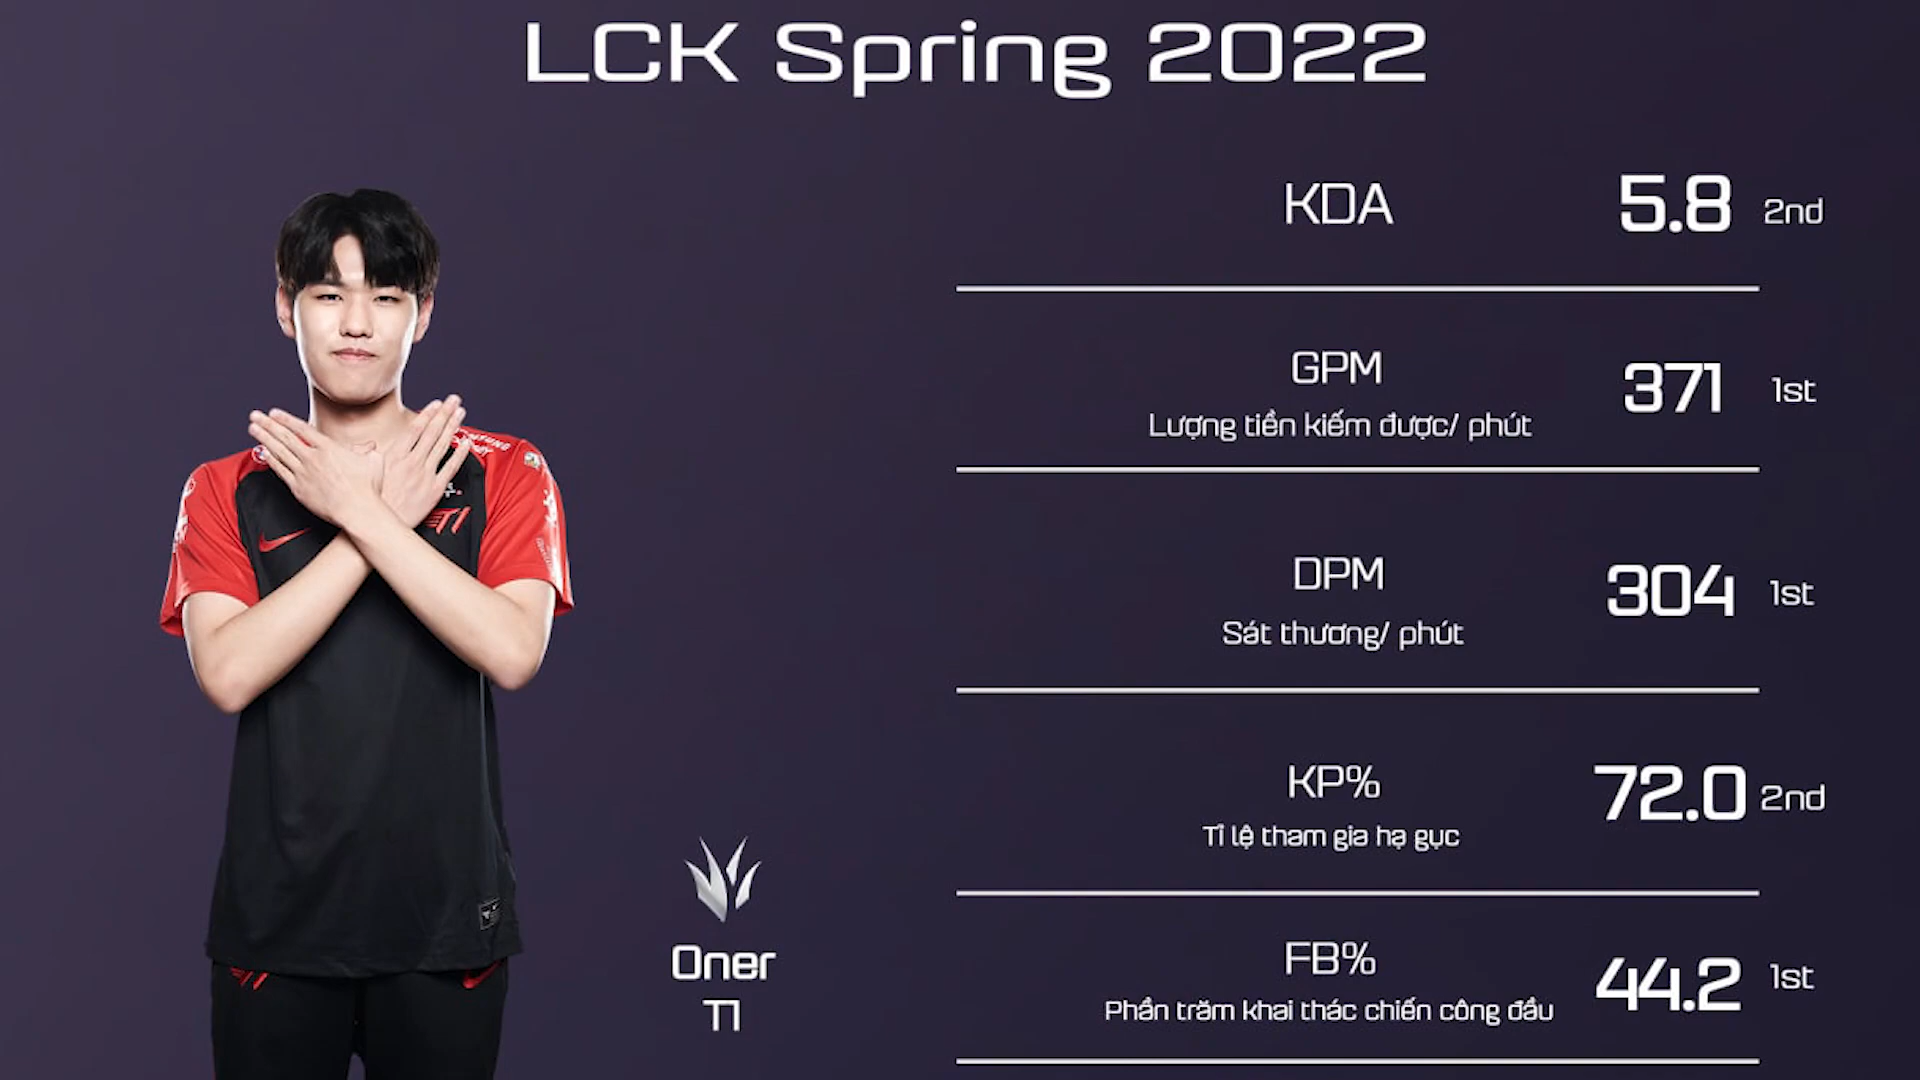 LCK Spring 2022
KDA 5.8 2nd
GPM 371 1st
Lượng tiền kiếm được/ phút
DPM 304 1st
Sát thương/ phút
KP% 72.0 2nd
Tỉ lệ tham gia hạ gục
FB% 44.2 1st
Phần trăm khai thác chiến công đầu
T1
Oner
T1